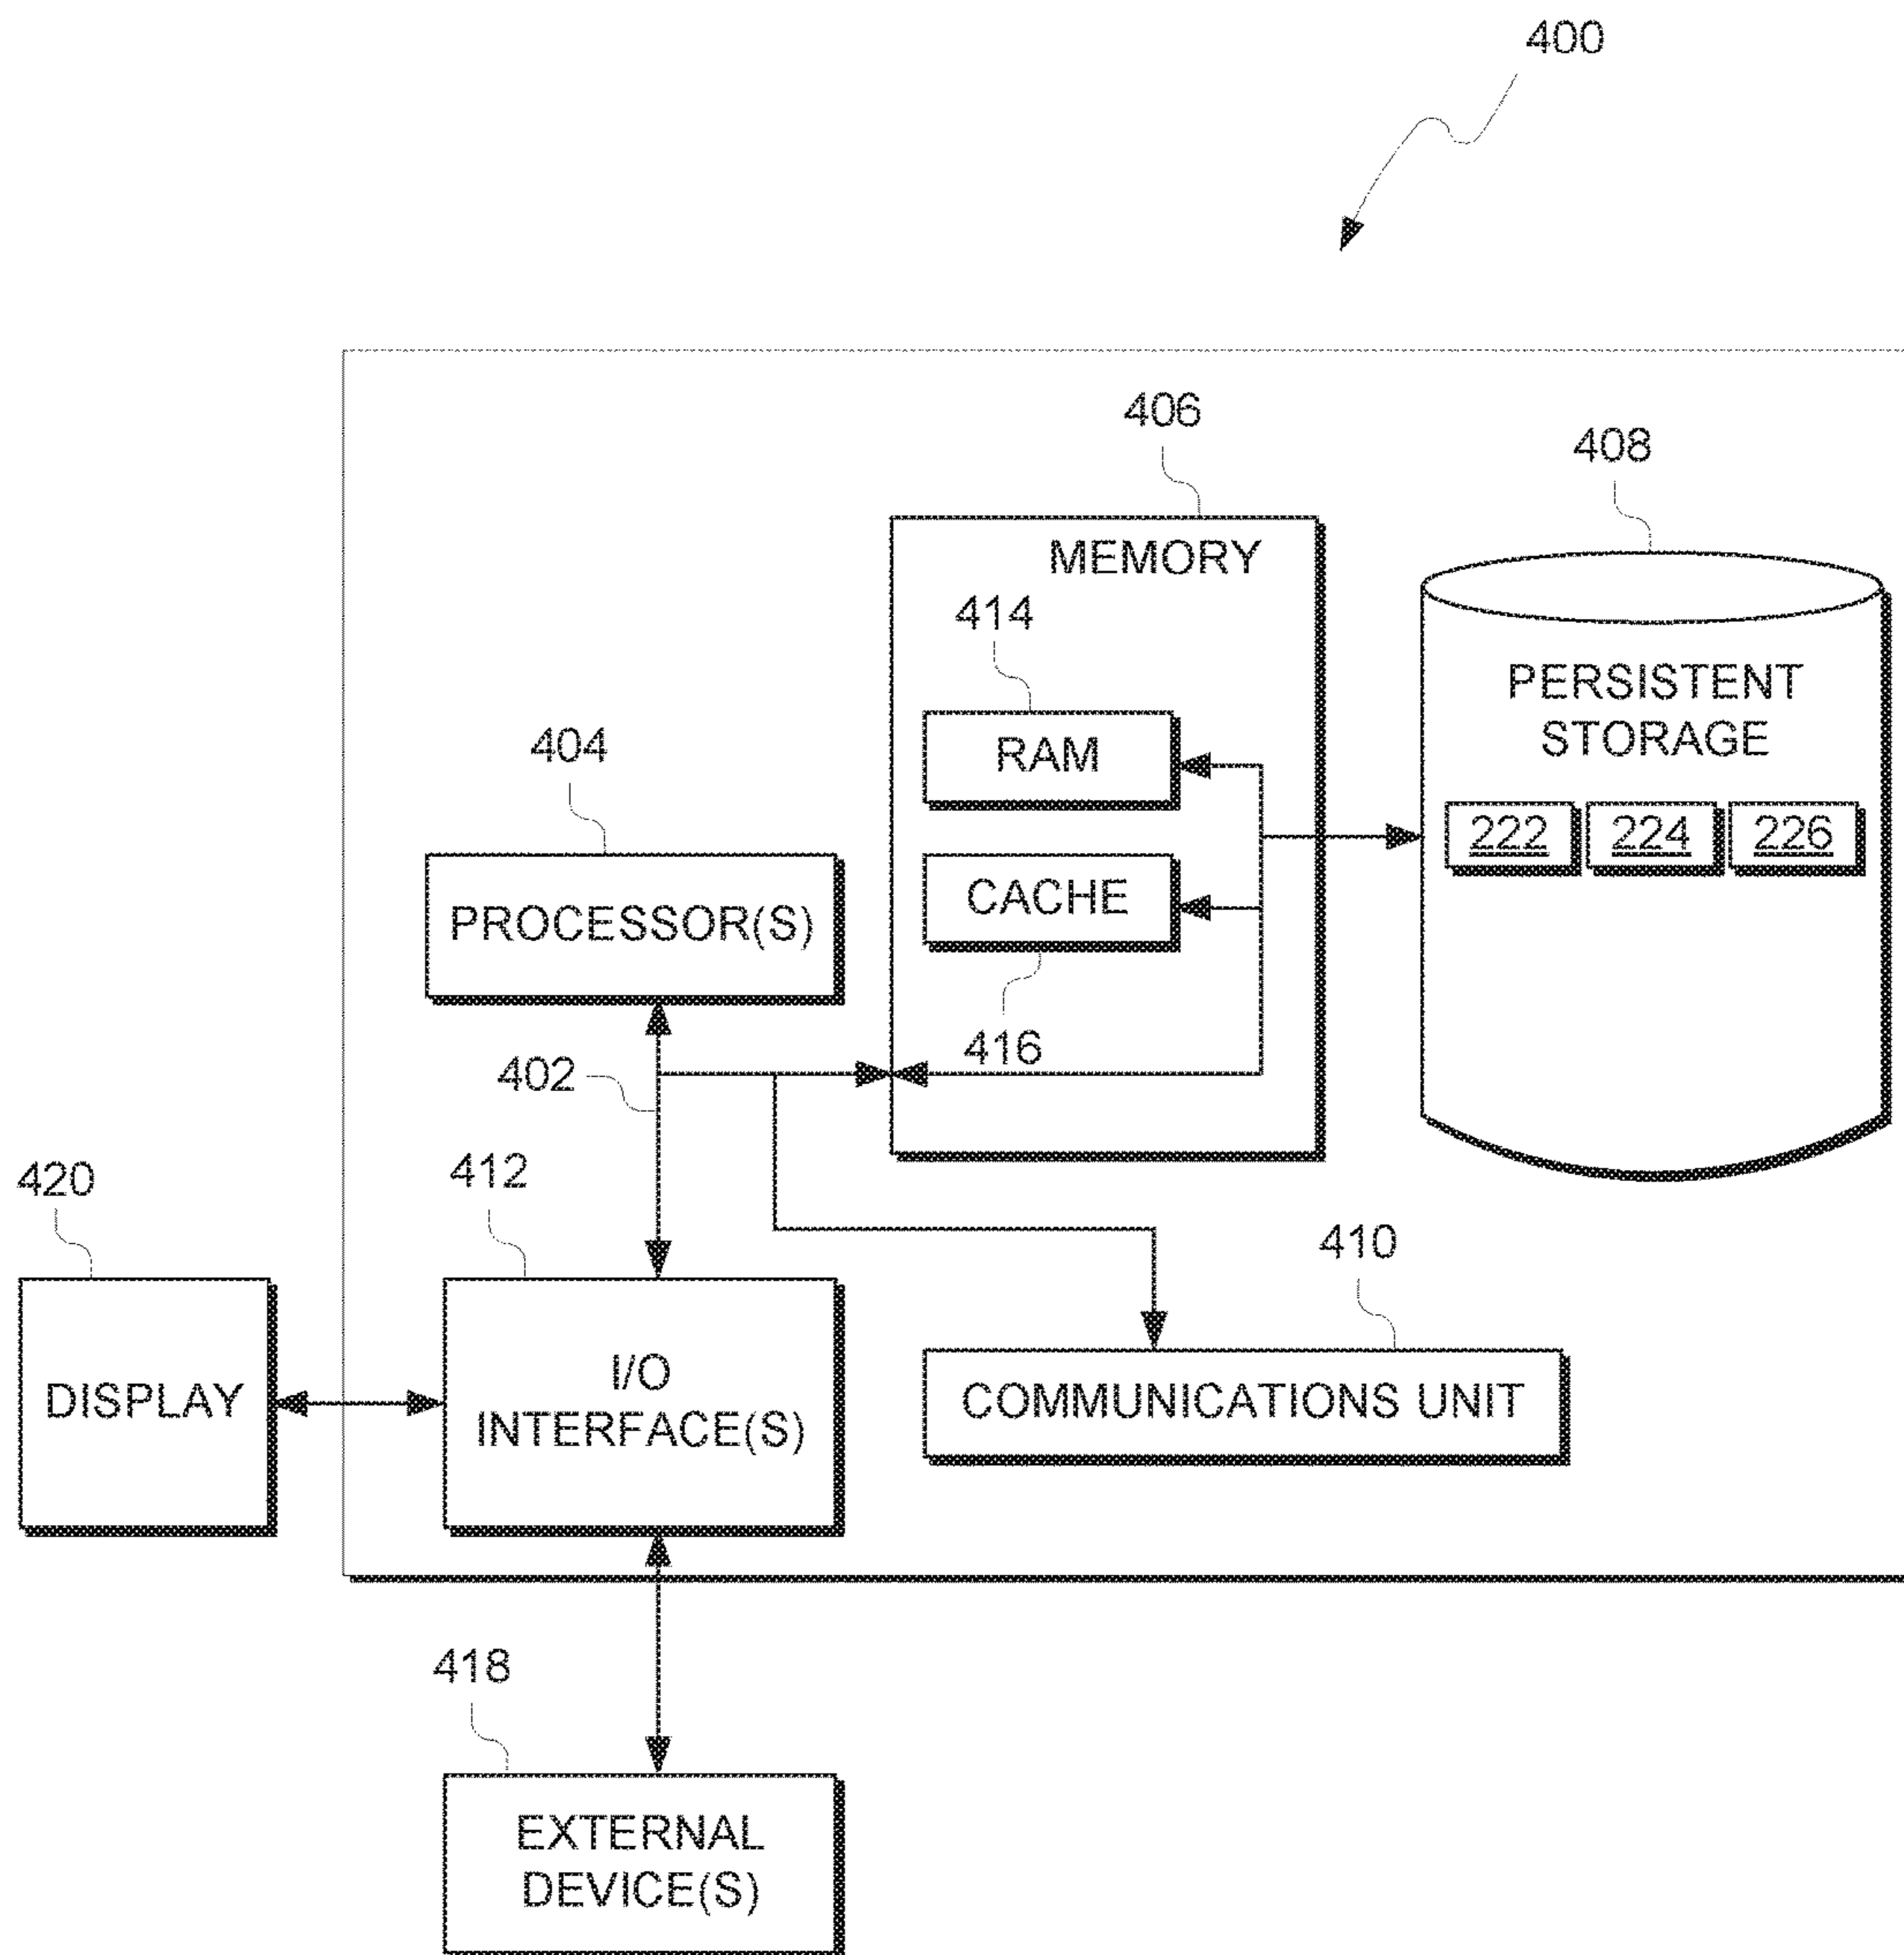 400
406
408
MEMORY
414
PERSISTENT
STORAGE
404
RAM
222 224 226
CACHE
PROCESSOR(S)
416
402
420
412
410
I/O
INTERFACE(S)
DISPLAY
COMMUNICATIONS UNIT
418
EXTERNAL
DEVICE(S)